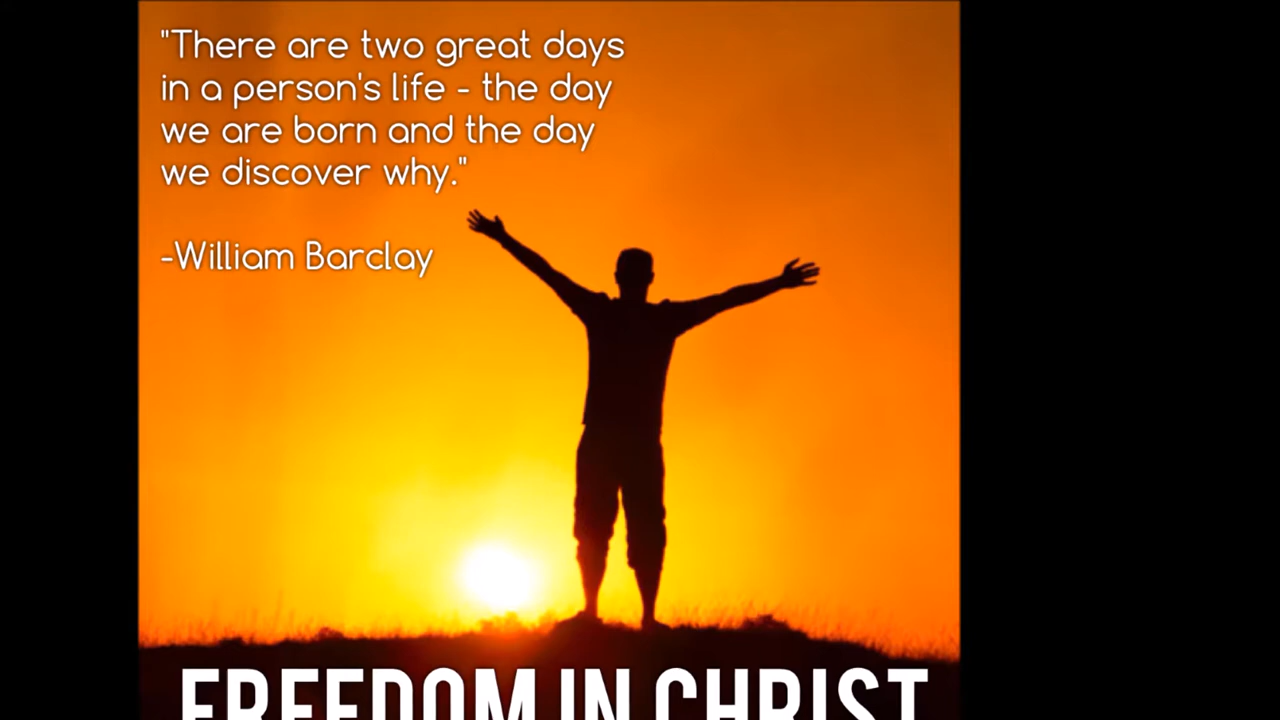 "There are two great days
in a person's life - the day
we are born and the day
we discover why."
-William Barclay
FREEDOM IN CHRIST